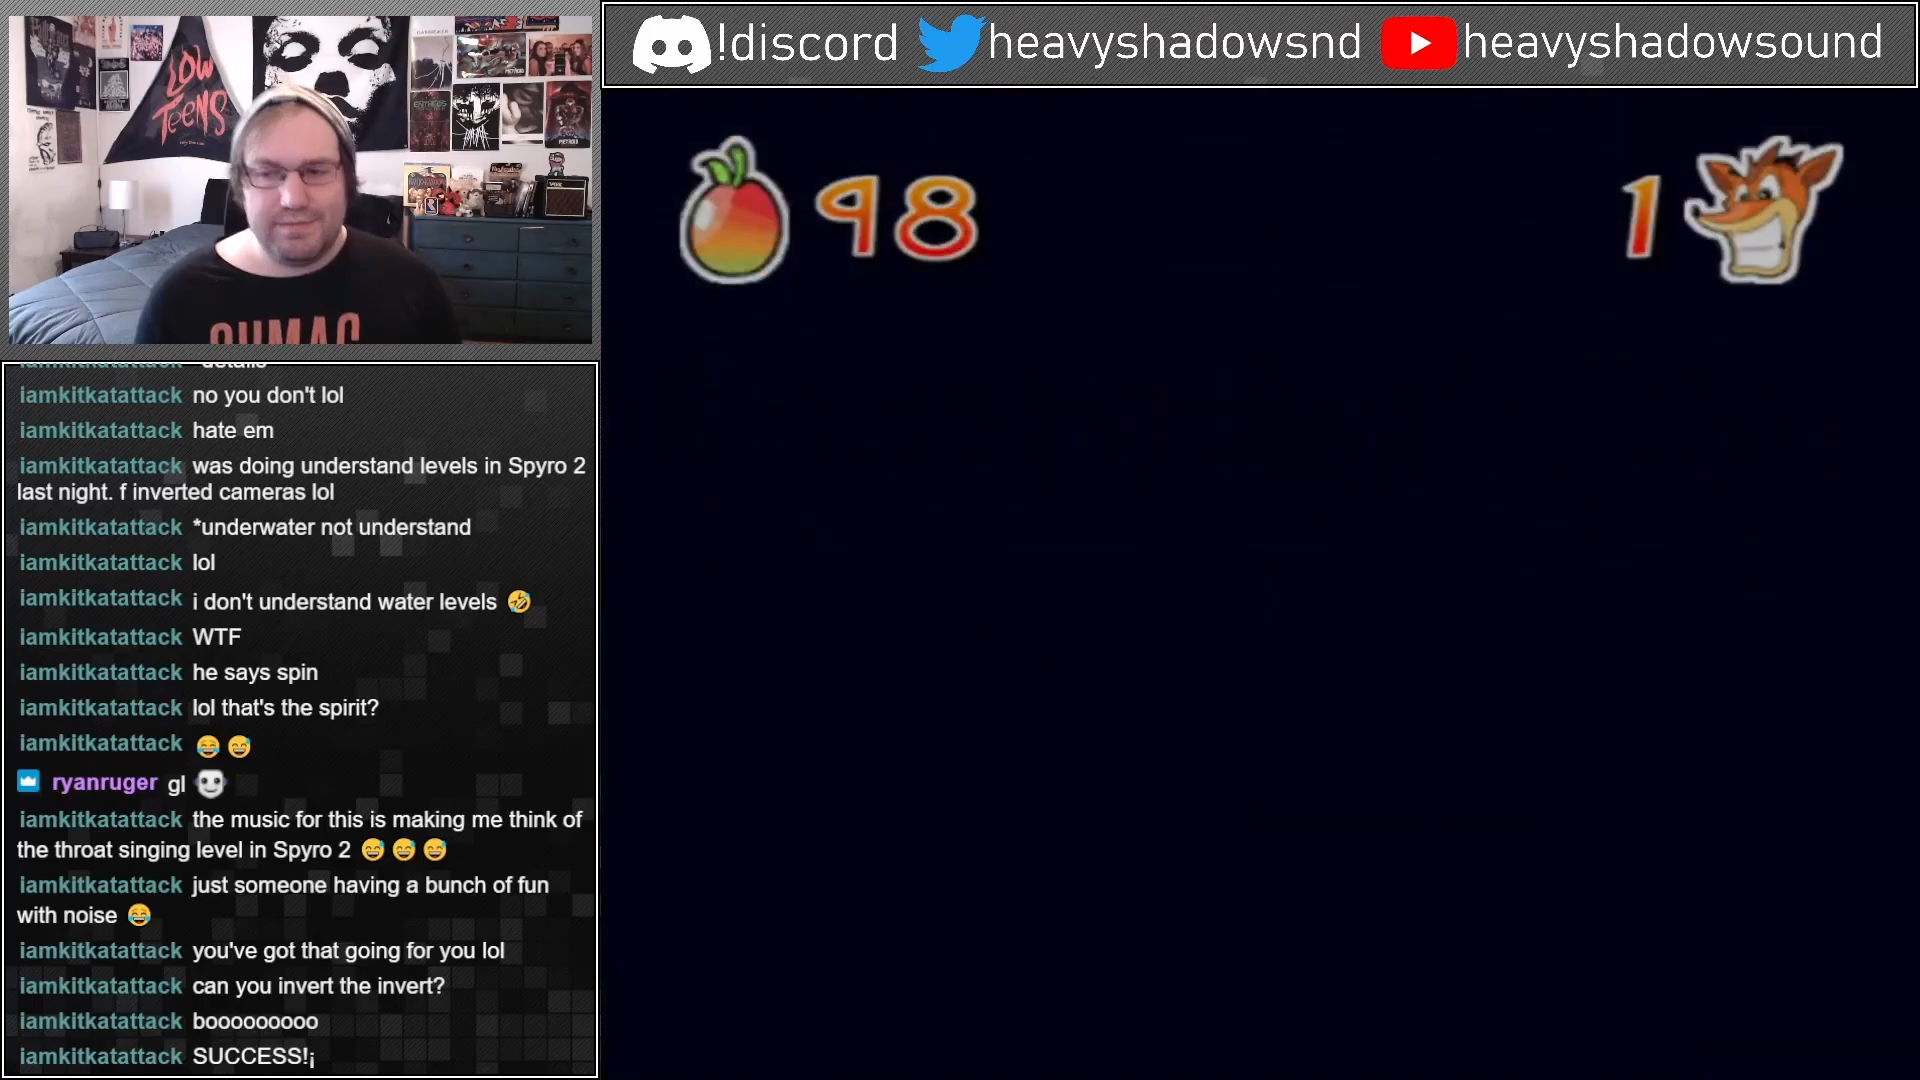 !discord heavyshadowsnd heavyshadowsound
LOW
TEENS
98
1
iamkitkatattack no you don't lol
iamkitkatattack hate em
iamkitkatattack was doing understand levels in Spyro 2
last night. f inverted cameras lol
iamkitkatattack *underwater not understand
iamkitkatattack lol
iamkitkatattack i don't understand water levels 🤣
iamkitkatattack WTF
iamkitkatattack he says spin
iamkitkatattack lol that's the spirit?
iamkitkatattack 😂 😅
ryanruger gl
iamkitkatattack the music for this is making me think of
the throat singing level in Spyro 2 😅 😅 😅
iamkitkatattack just someone having a bunch of fun
with noise 😂
iamkitkatattack you've got that going for you lol
iamkitkatattack can you invert the invert?
iamkitkatattack booooooooo
iamkitkatattack SUCCESS!¡